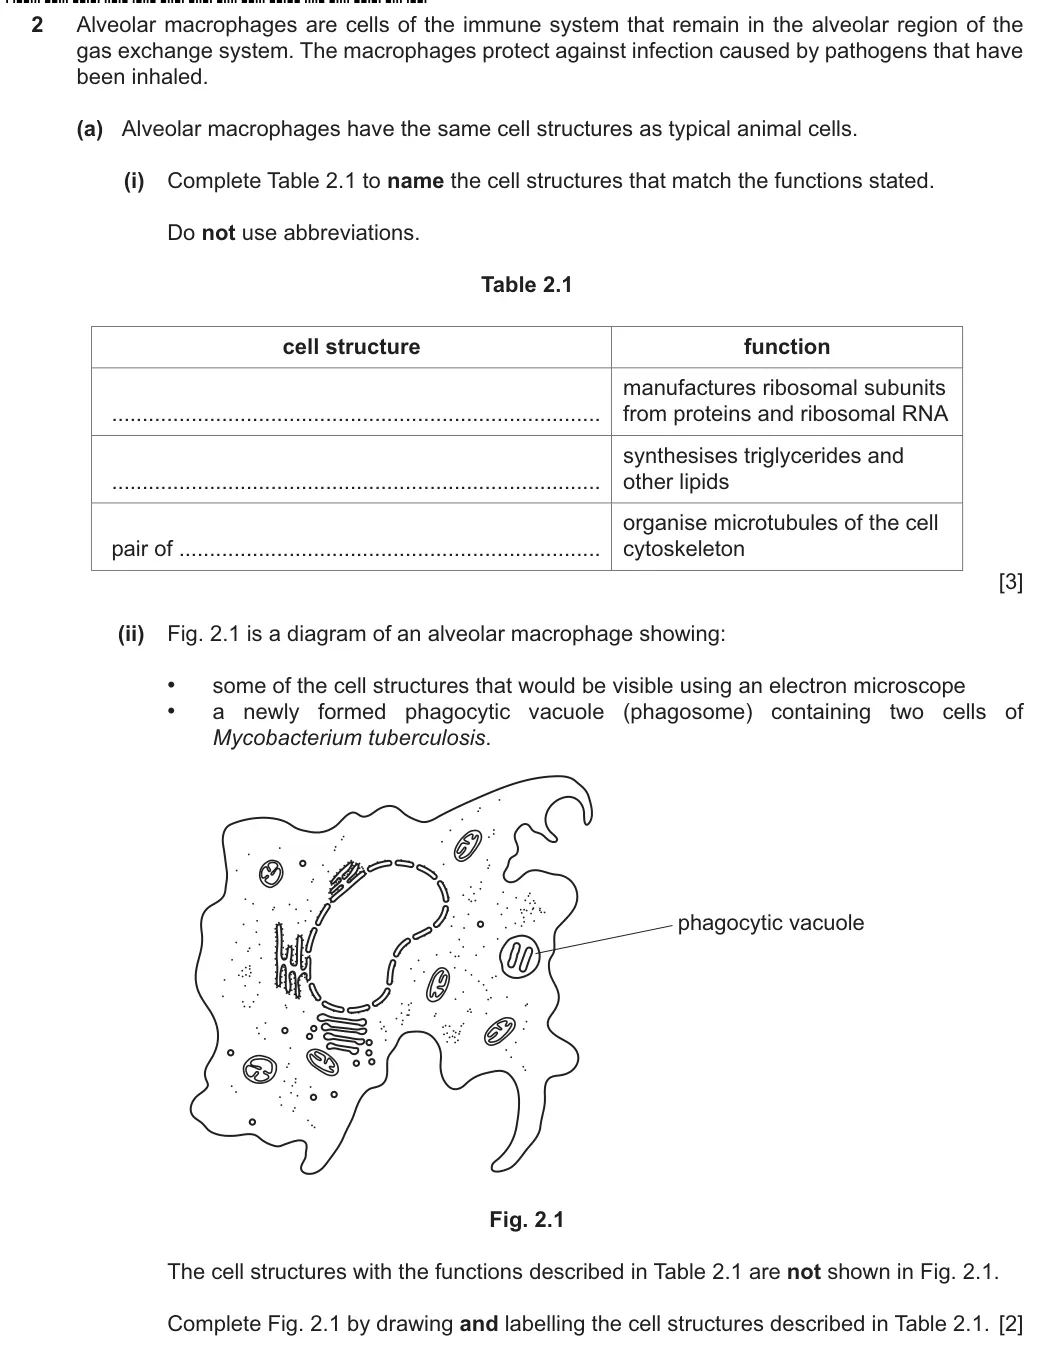 2 Alveolar macrophages are cells of the immune system that remain in the alveolar region of the
gas exchange system. The macrophages protect against infection caused by pathogens that have
been inhaled.
(a) Alveolar macrophages have the same cell structures as typical animal cells.
(i) Complete Table 2.1 to name the cell structures that match the functions stated.
Do not use abbreviations.
Table 2.1
cell structure function
manufactures ribosomal subunits
from proteins and ribosomal RNA
synthesises triglycerides and
other lipids
organise microtubules of the cell
pair of ...................................................................... cytoskeleton
[3]
(ii) Fig. 2.1 is a diagram of an alveolar macrophage showing:
• some of the cell structures that would be visible using an electron microscope
• a newly formed phagocytic vacuole (phagosome) containing two cells of
Mycobacterium tuberculosis.
phagocytic vacuole
Fig. 2.1
The cell structures with the functions described in Table 2.1 are not shown in Fig. 2.1.
Complete Fig. 2.1 by drawing and labelling the cell structures described in Table 2.1. [2]